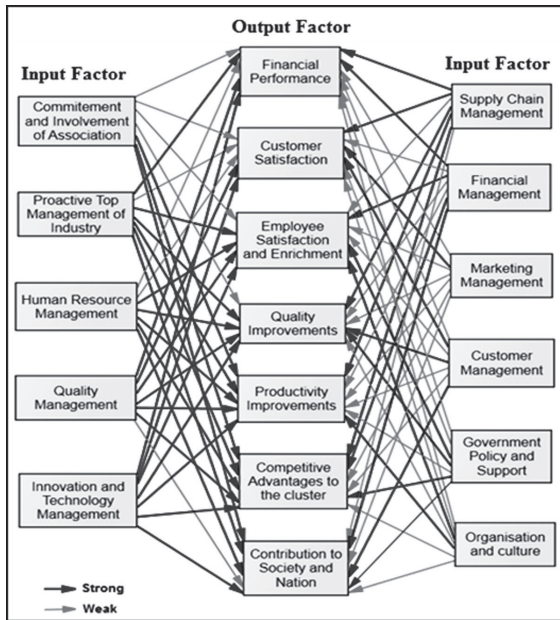 Output Factor
Input Factor
Input Factor
Commitement
and Involvement
of Association
Proactive Top
Management of
Industry
Human Resource
Management
Quality
Management
Innovation and
Technology
Management
Financial
Performance
Customer
Satisfaction
Employee
Satisfaction
and Enrichment
Quality
Improvements
Productivity
Improvements
Competitive
Advantages to
the cluster
Contribution to
Society and
Nation
Supply Chain
Management
Financial
Management
Marketing
Management
Customer
Management
Government
Policy and
Support
Organisation
and culture
Strong
Weak